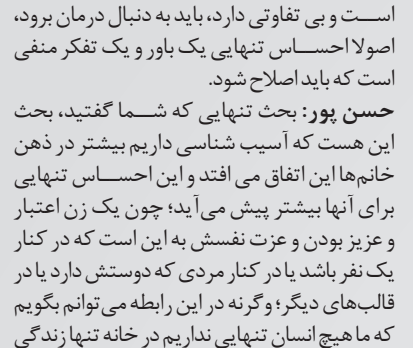 است و بی تفاوتی دارد، باید به دنبال درمان برود،
اصولا احساس تنهایی یک باور و یک تفکر منفی
است که باید اصلاح شود.
حسن پور: بحث تنهایی که شما گفتید، بحث
این هست که آسیب شناسی داریم بیشتر در ذهن
خانم‌ها این اتفاق می افتد و این احساس تنهایی
برای آنها بیشتر پیش می‌آید؛ چون یک زن اعتبار
و عزیز بودن و عزت نفسش به این است که در کنار
یک نفر باشد یا در کنار مردی که دوستش دارد یا در
قالب‌های دیگر؛ وگرنه در این رابطه می‌توانم بگویم
که ما هیچ انسان تنهایی نداریم در خانه تنها زندگی